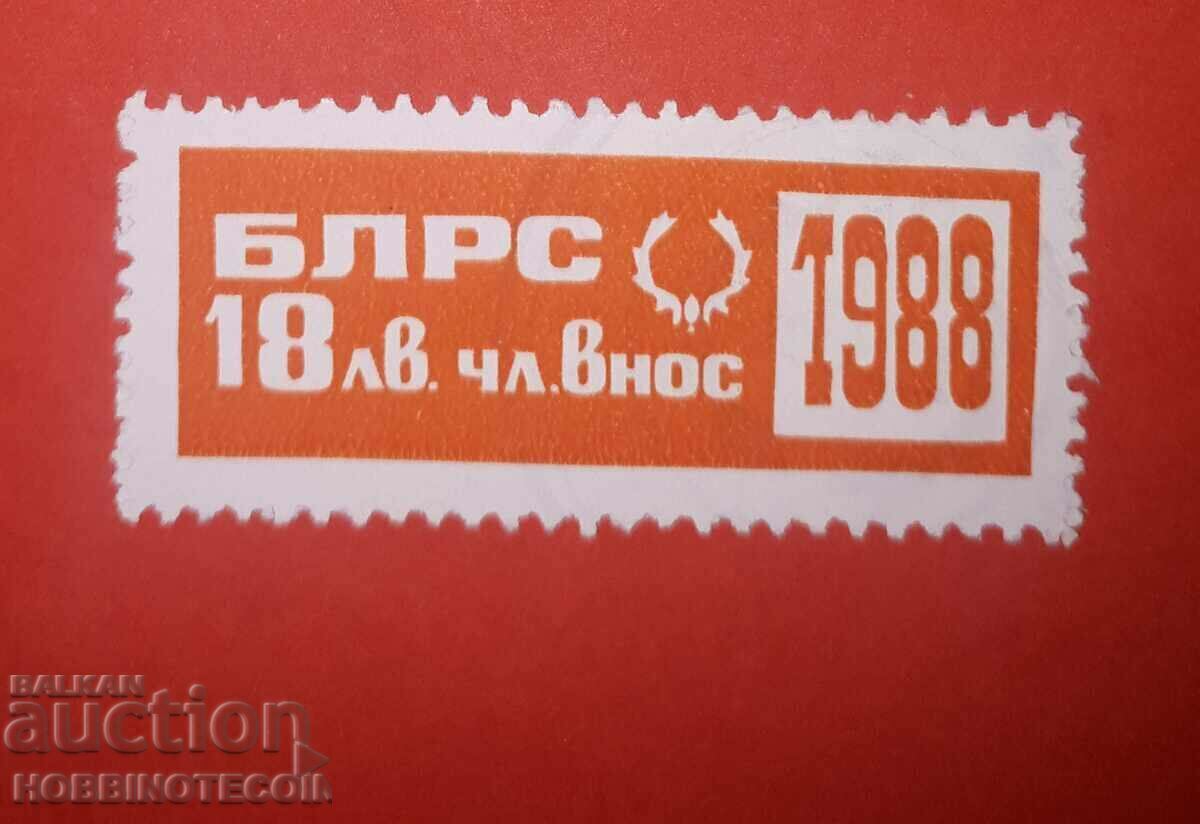 БЛРС
18 лв. чл. внос
1988
BALKAN
auction
HOBBINOTECOIN